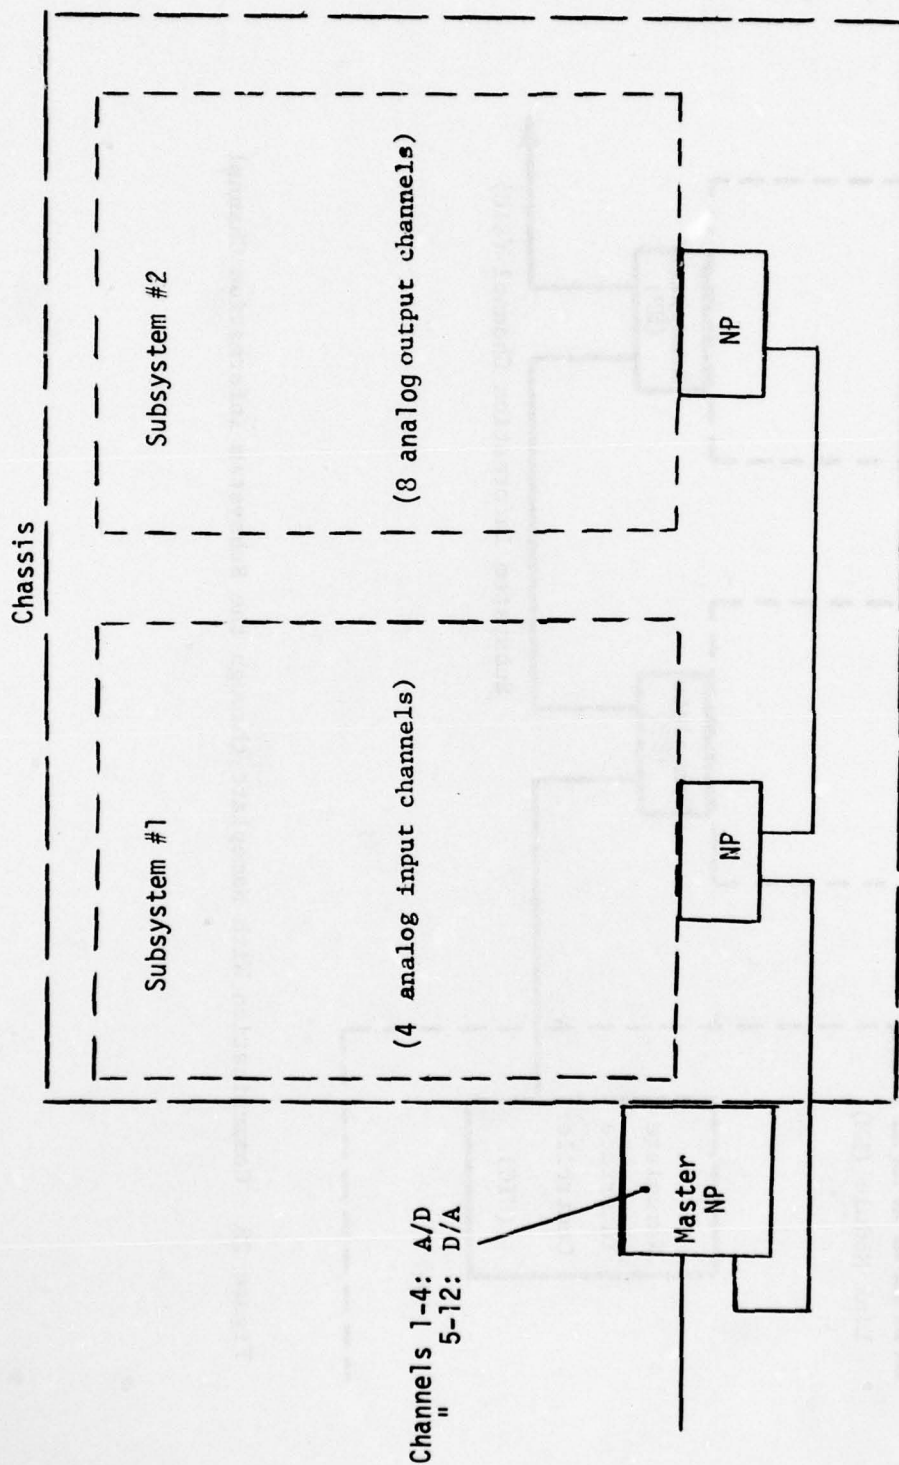 Chassis
Subsystem #1
(4 analog input channels)
NP
Subsystem #2
(8 analog output channels)
NP
Channels 1-4: A/D
" 5-12: D/A
Master
NP